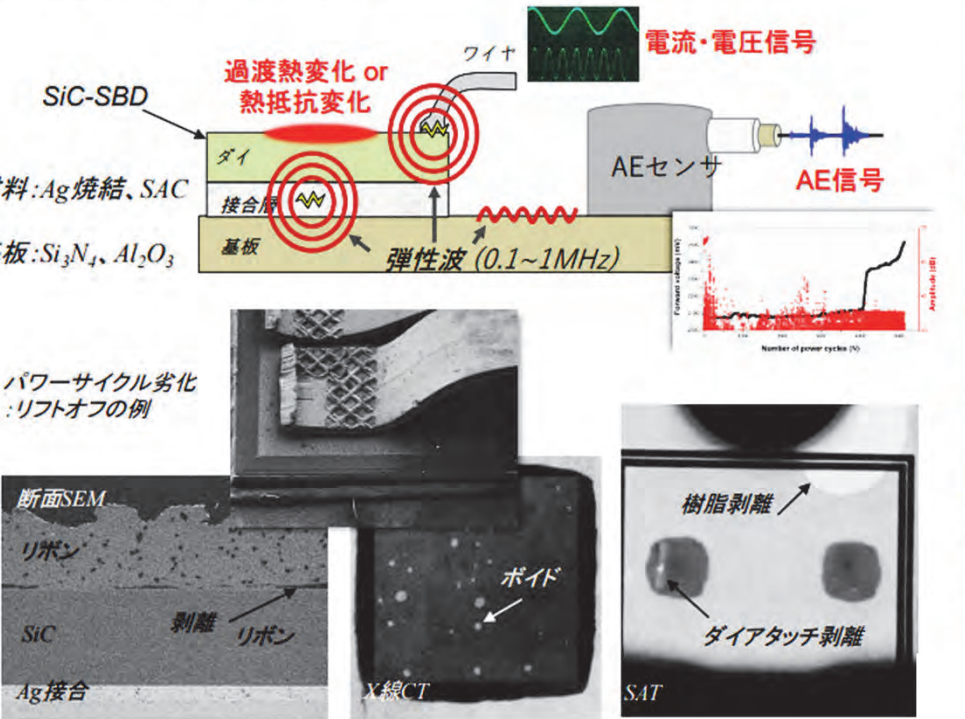 電流・電圧信号
ワイヤ
過渡熱変化 or
熱抵抗変化
SiC-SBD
ダイ
AEセンサ
AE信号
料:Ag焼結、SAC
接合層
基板
板:Si₃N₄、Al₂O₃
弾性波 (0.1~1MHz)
Forward voltage (mV)
Amplitude (dB)
Number of power cycles (N)
パワーサイクル劣化
:リフトオフの例
断面SEM
リボン
剥離
リボン
SiC
Ag接合
ボイド
X線CT
樹脂剥離
ダイアタッチ剥離
SAT